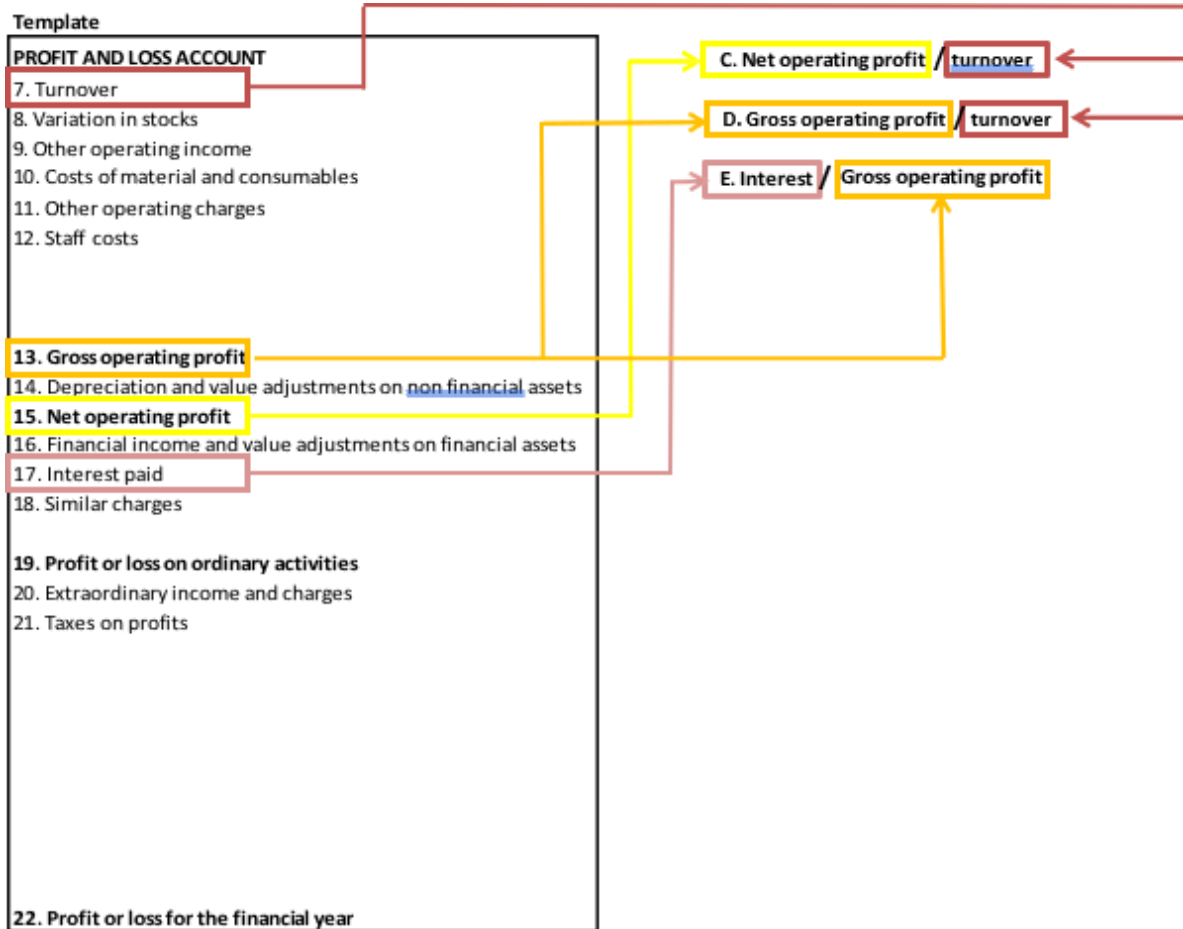 Template
PROFIT AND LOSS ACCOUNT
7. Turnover
8. Variation in stocks
9. Other operating income
10. Costs of material and consumables
11. Other operating charges
12. Staff costs
13. Gross operating profit
14. Depreciation and value adjustments on non financial assets
15. Net operating profit
16. Financial income and value adjustments on financial assets
17. Interest paid
18. Similar charges
19. Profit or loss on ordinary activities
20. Extraordinary income and charges
21. Taxes on profits
22. Profit or loss for the financial year
C. Net operating profit / turnover
D. Gross operating profit / turnover
E. Interest / Gross operating profit